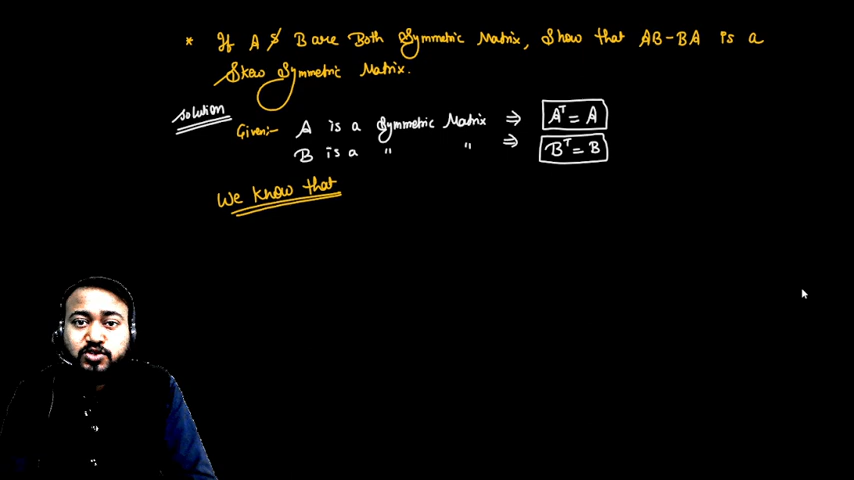 * If A & B are Both Symmetric Matrix, Show that AB-BA is a
Skew Symmetric Matrix.
Solution
Given:- A is a Symmetric Matrix ⇒ Aᵀ = A
B is a " " ⇒ Bᵀ = B
We know that